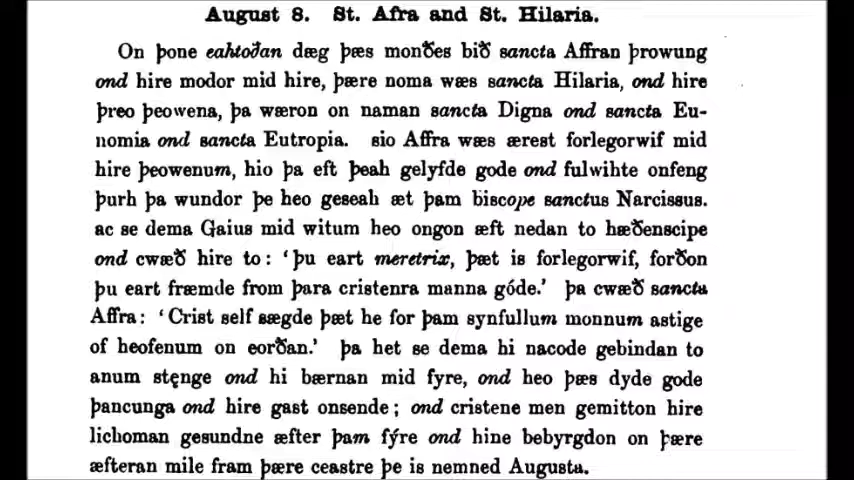 August 8. St. Afra and St. Hilaria.
On þone eahtoðan dæg þæs monðes bið sancta Affran þrowung
ond hire modor mid hire, þære noma wæs sancta Hilaria, ond hire
þreo þeowena, þa wæron on naman sancta Digna ond sancta Eu-
nomia ond sancta Eutropia. sio Affra wæs ærest forlegorwif mid
hire þeowenum, hio þa eft þeah gelyfde gode ond fulwihte onfeng
þurh þa wundor þe heo geseah æt þam biscope sanctus Narcissus.
ac se dema Gaius mid witum heo ongon æft nedan to hæðenscipe
ond cwæð hire to: 'þu eart meretrix, þæt is forlegorwif, forðon
þu eart fræmde from þara cristenra manna góde.' þa cwæð sancta
Affra: 'Crist self sægde þæt he for þam synfullum monnum astige
of heofenum on eorðan.' þa het se dema hi nacode gebindan to
anum stęnge ond hi bærnan mid fyre, ond heo þæs dyde gode
þancunga ond hire gast onsende; ond cristene men gemitton hire
lichoman gesundne æfter þam fýre ond hine bebyrgdon on þære
æfteran mile fram þære ceastre þe is nemned Augusta.